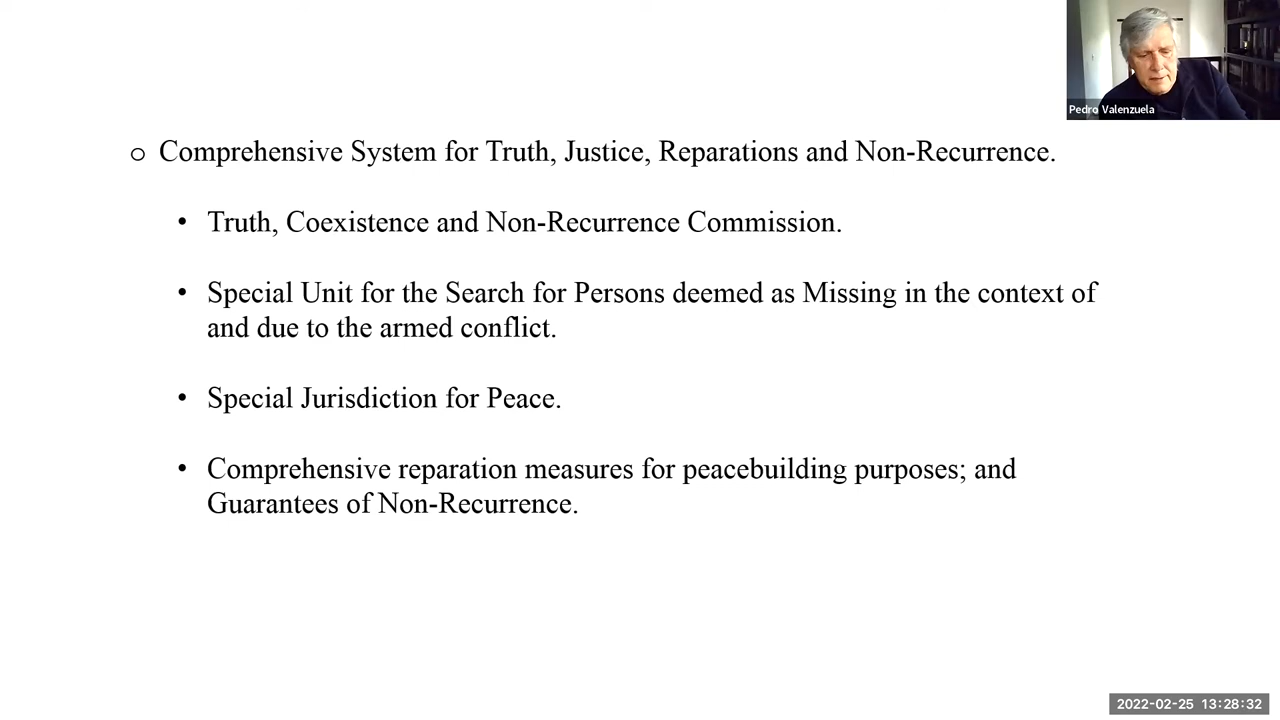 Pedro Valenzuela
o Comprehensive System for Truth, Justice, Reparations and Non-Recurrence.
• Truth, Coexistence and Non-Recurrence Commission.
• Special Unit for the Search for Persons deemed as Missing in the context of
and due to the armed conflict.
• Special Jurisdiction for Peace.
• Comprehensive reparation measures for peacebuilding purposes; and
Guarantees of Non-Recurrence.
2022-02-25 13:28:32